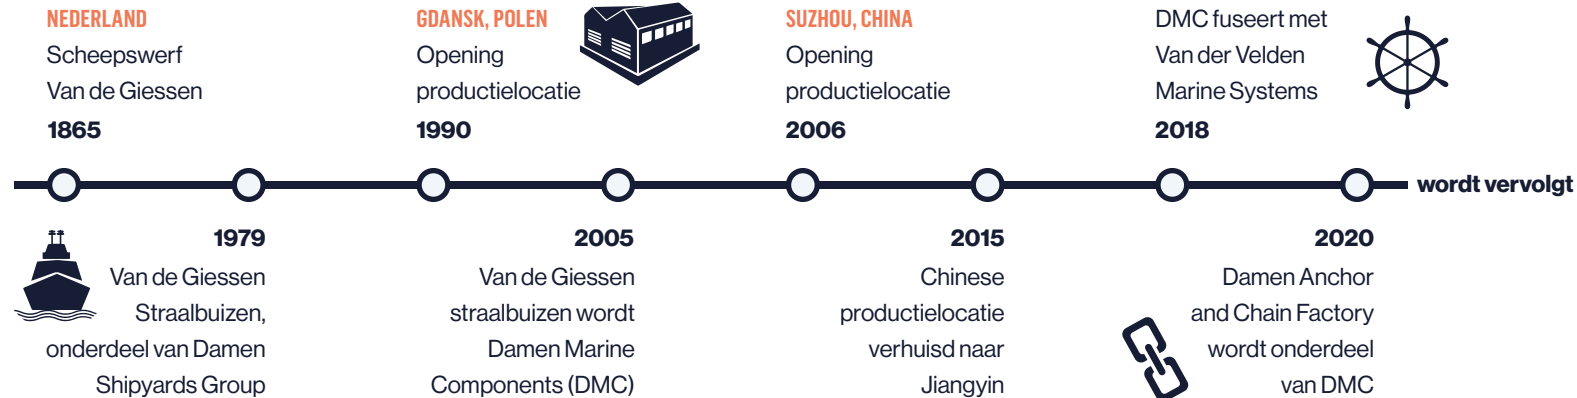 NEDERLAND
Scheepswerf
Van de Giessen
1865
GDANSK, POLEN
Opening
productielocatie
1990
SUZHOU, CHINA
Opening
productielocatie
2006
DMC fuseert met
Van der Velden
Marine Systems
2018
wordt vervolgt
1979
Van de Giessen
Straalbuizen,
onderdeel van Damen
Shipyards Group
2005
Van de Giessen
straalbuizen wordt
Damen Marine
Components (DMC)
2015
Chinese
productielocatie
verhuisd naar
Jiangyin
2020
Damen Anchor
and Chain Factory
wordt onderdeel
van DMC